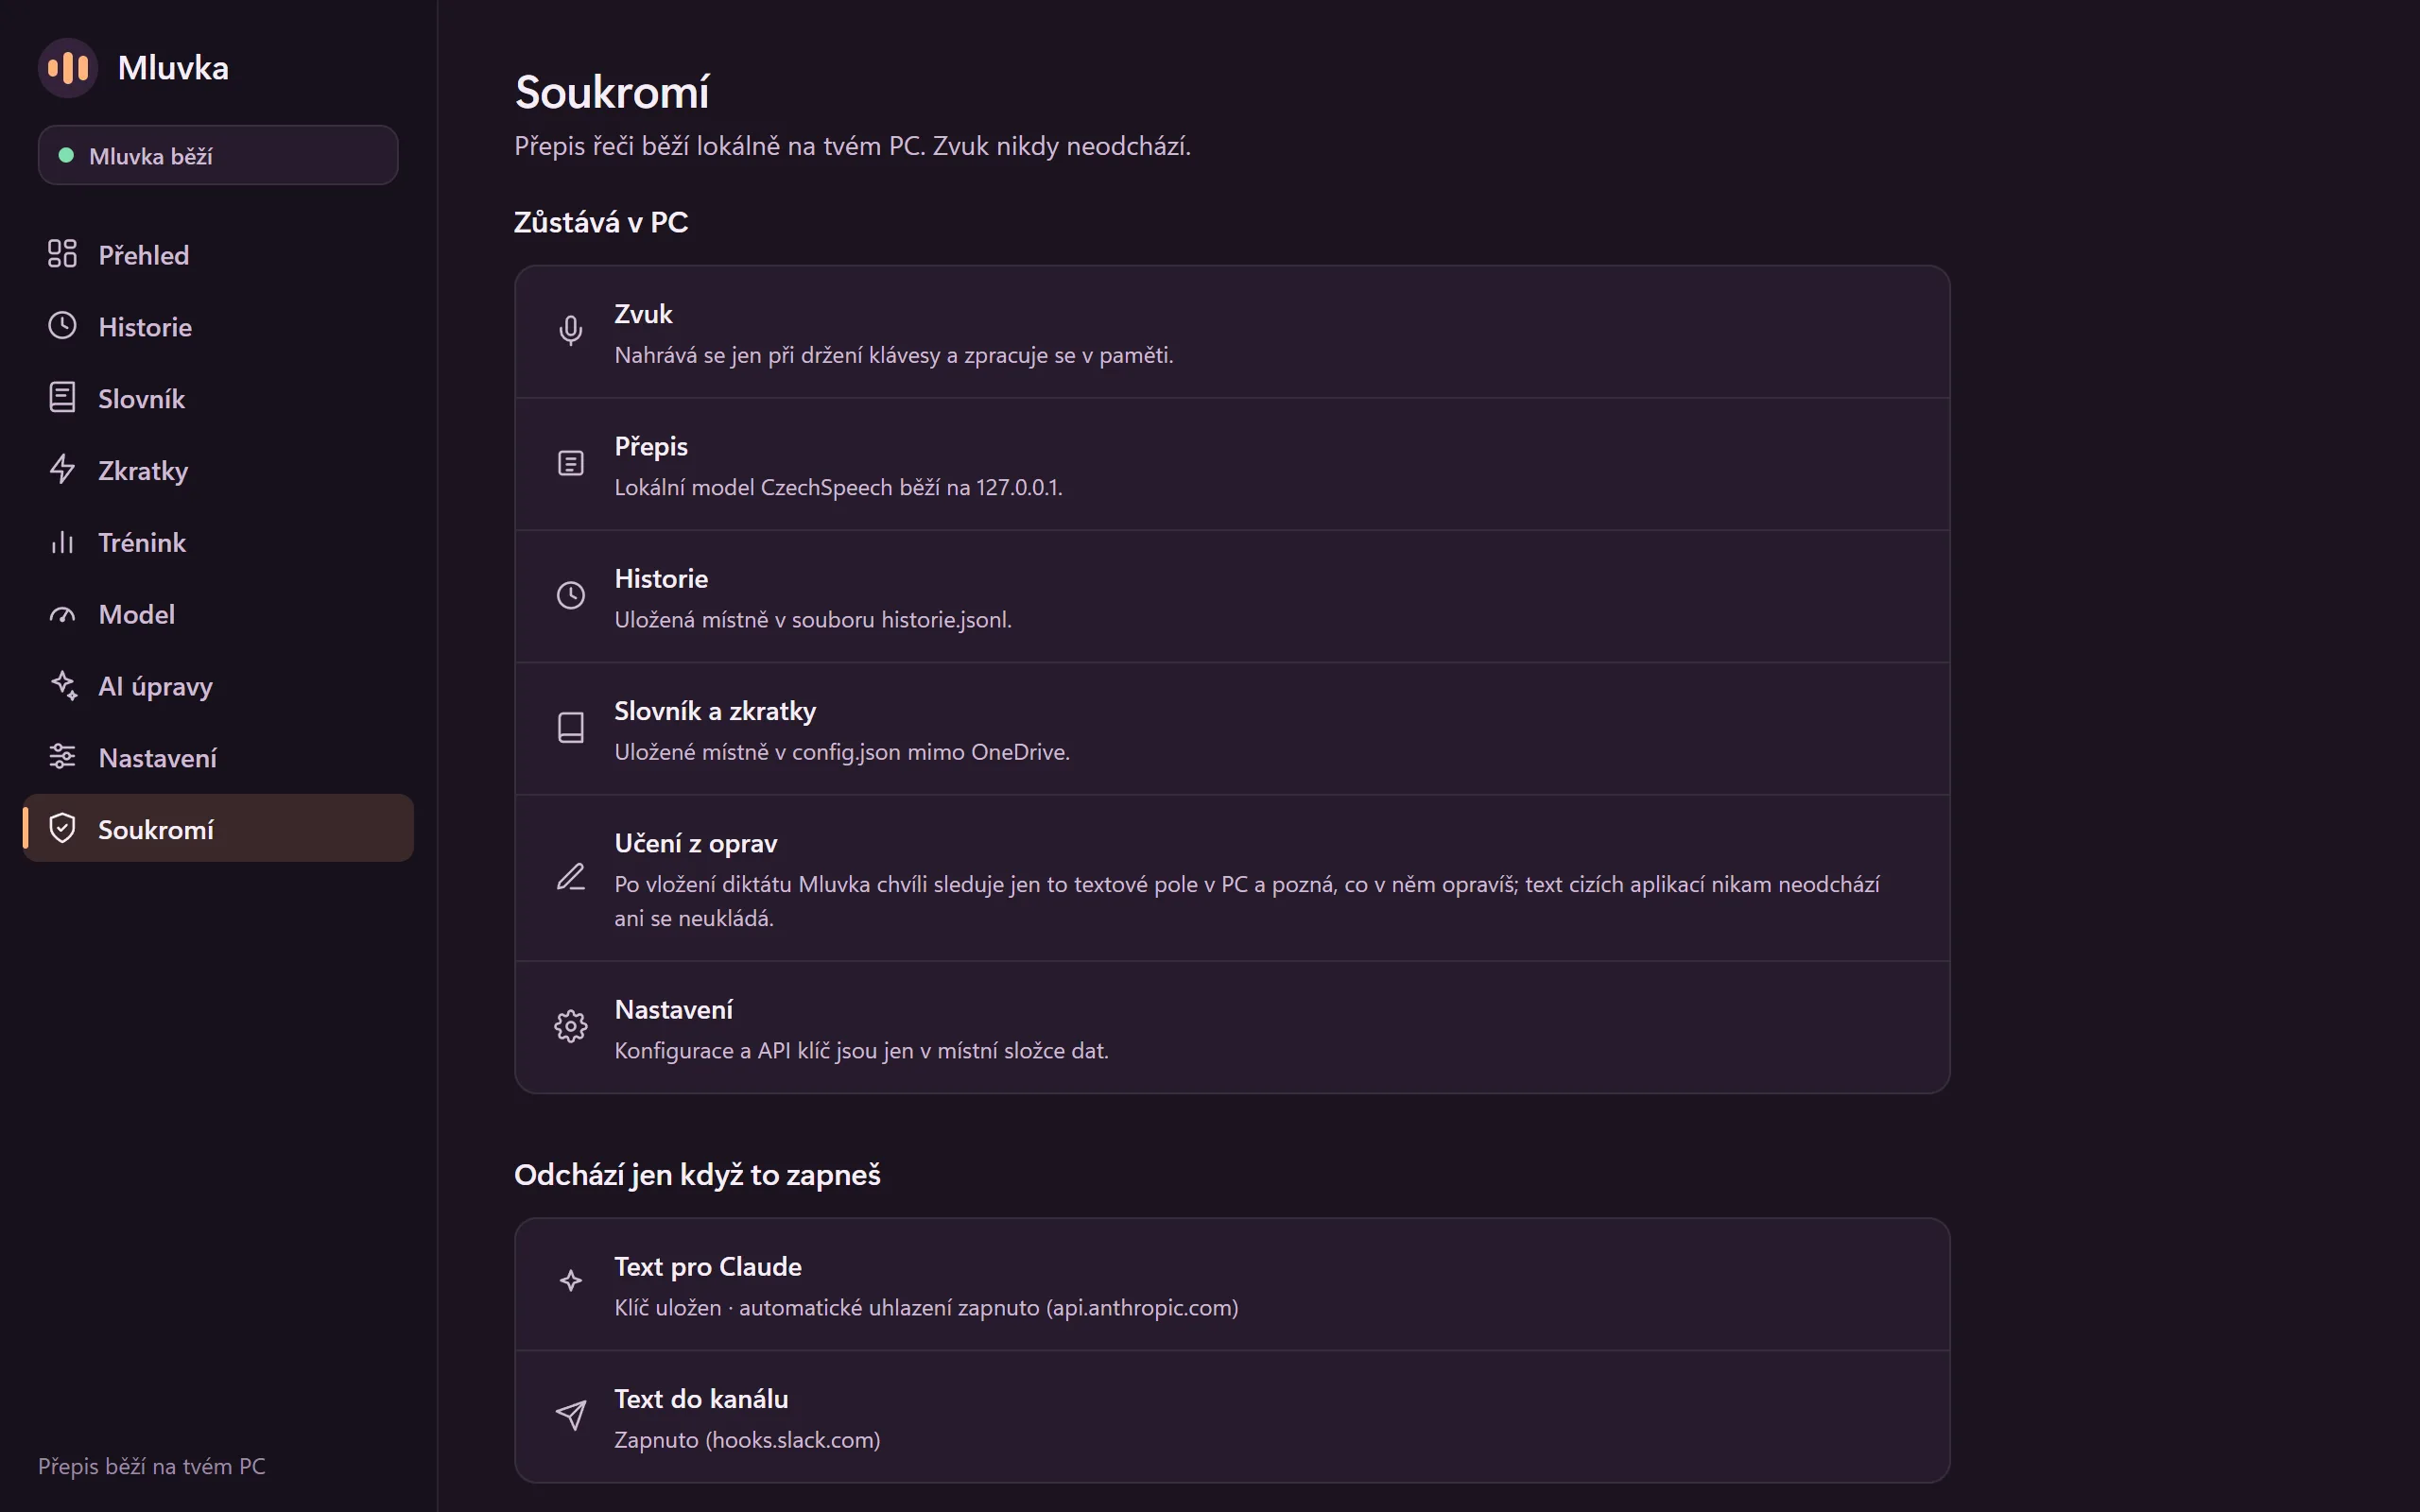 Mluvka
Mluvka běží
Přehled
Historie
Slovník
Zkratky
Trénink
Model
AI úpravy
Nastavení
Soukromí
Přepis běží na tvém PC
Soukromí
Přepis řeči běží lokálně na tvém PC. Zvuk nikdy neodchází.
Zůstává v PC
Zvuk
Nahrává se jen při držení klávesy a zpracuje se v paměti.
Přepis
Lokální model CzechSpeech běží na 127.0.0.1.
Historie
Uložená místně v souboru historie.jsonl.
Slovník a zkratky
Uložené místně v config.json mimo OneDrive.
Učení z oprav
Po vložení diktátu Mluvka chvíli sleduje jen to textové pole v PC a pozná, co v něm opravíš; text cizích aplikací nikam neodchází
ani se neukládá.
Nastavení
Konfigurace a API klíč jsou jen v místní složce dat.
Odchází jen když to zapneš
Text pro Claude
Klíč uložen · automatické uhlazení zapnuto (api.anthropic.com)
Text do kanálu
Zapnuto (hooks.slack.com)